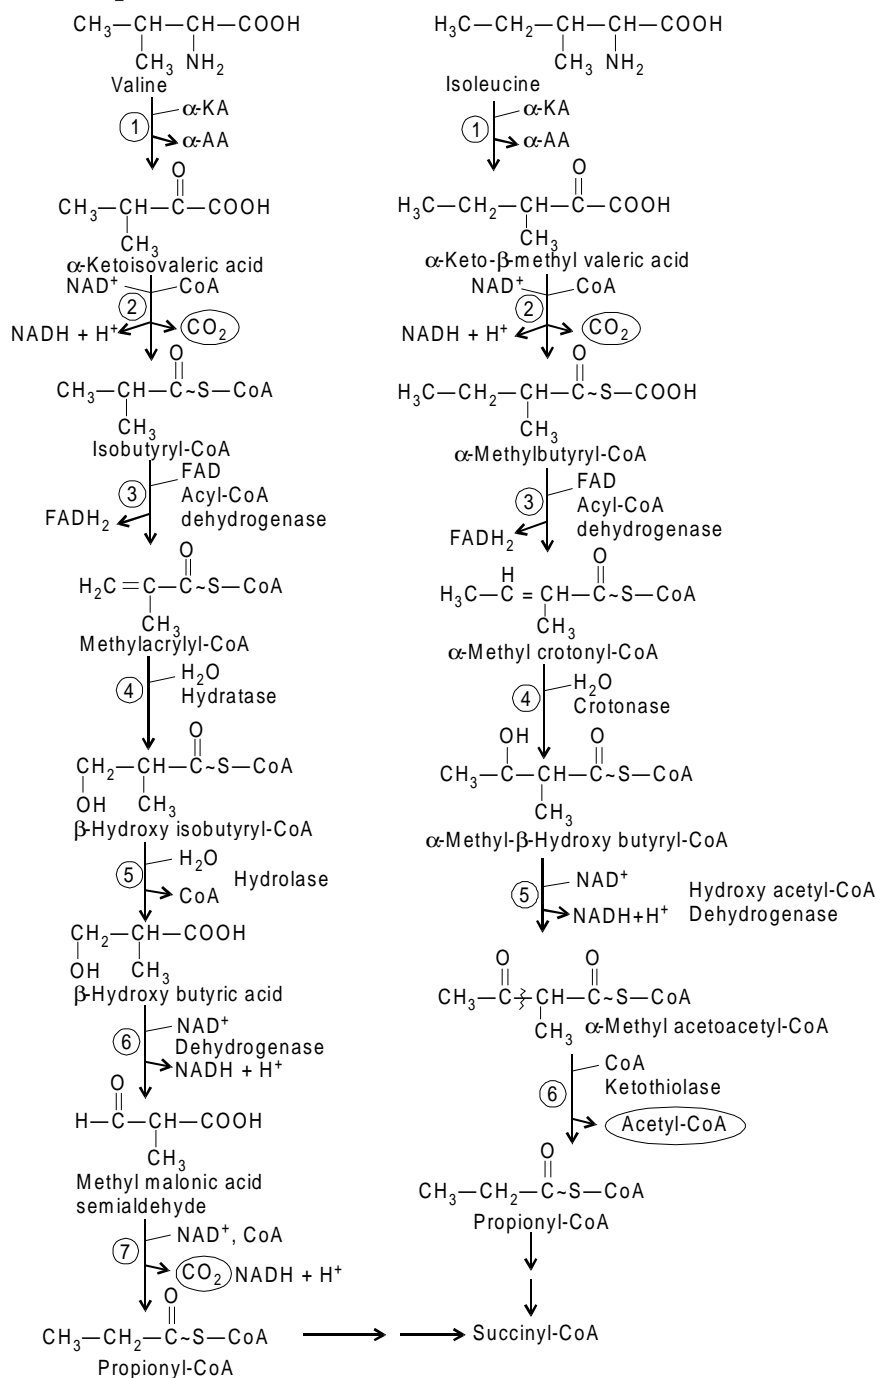 CH3—CH—CH—COOH
CH3 NH2
Valine
α-KA
1
α-AA
O
CH3—CH—C—COOH
CH3
α-Ketoisovaleric acid
NAD+ CoA
2
NADH + H+ CO2
O
CH3—CH—C~S—CoA
CH3
Isobutyryl-CoA
FAD
3 Acyl-CoA
FADH2 dehydrogenase
O
H2C=C—C~S—CoA
CH3
Methylacrylyl-CoA
H2O
4 Hydratase
O
CH2—CH—C~S—CoA
OH CH3
β-Hydroxy isobutyryl-CoA
H2O
5 Hydrolase
CoA
CH2—CH—COOH
OH CH3
β-Hydroxy butyric acid
NAD+
6 Dehydrogenase
NADH + H+
O
H—C—CH—COOH
CH3
Methyl malonic acid
semialdehyde
NAD+, CoA
7
CO2 NADH + H+
O
CH3—CH2—C~S—CoA
Propionyl-CoA
H3C—CH2—CH—CH—COOH
CH3 NH2
Isoleucine
α-KA
1
α-AA
O
H3C—CH2—CH—C—COOH
CH3
α-Keto-β-methyl valeric acid
NAD+ CoA
2
NADH + H+ CO2
O
H3C—CH2—CH—C~S—COOH
CH3
α-Methylbutyryl-CoA
FAD
3 Acyl-CoA
FADH2 dehydrogenase
H O
H3C—C=CH—C~S—CoA
CH3
α-Methyl crotonyl-CoA
H2O
4 Crotonase
OH O
CH3—C—CH—C~S—CoA
CH3
α-Methyl-β-Hydroxy butyryl-CoA
NAD+
5 Hydroxy acetyl-CoA
NADH+H+ Dehydrogenase
O O
CH3—C—CH—C~S—CoA
CH3 α-Methyl acetoacetyl-CoA
CoA
6 Ketothiolase
Acetyl-CoA
O
CH3—CH2—C~S—CoA
Propionyl-CoA
Succinyl-CoA